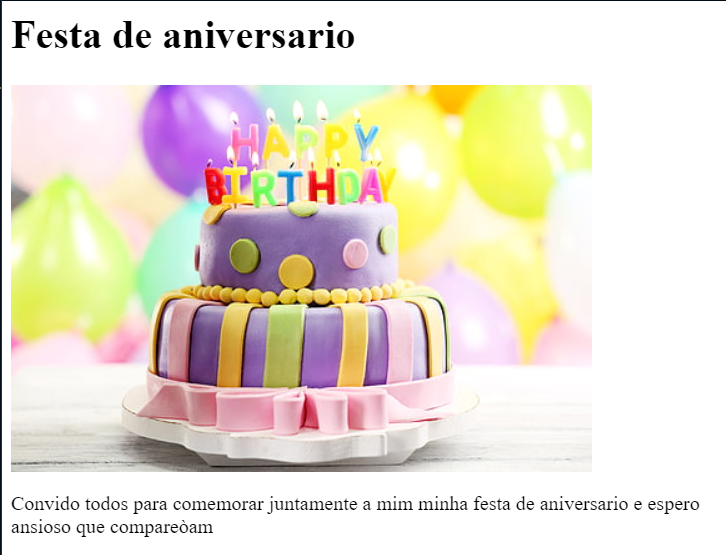 Festa de aniversario
HAPPY
BIRTHDAY
Convido todos para comemorar juntamente a mim minha festa de aniversario e espero
ansioso que compareòam